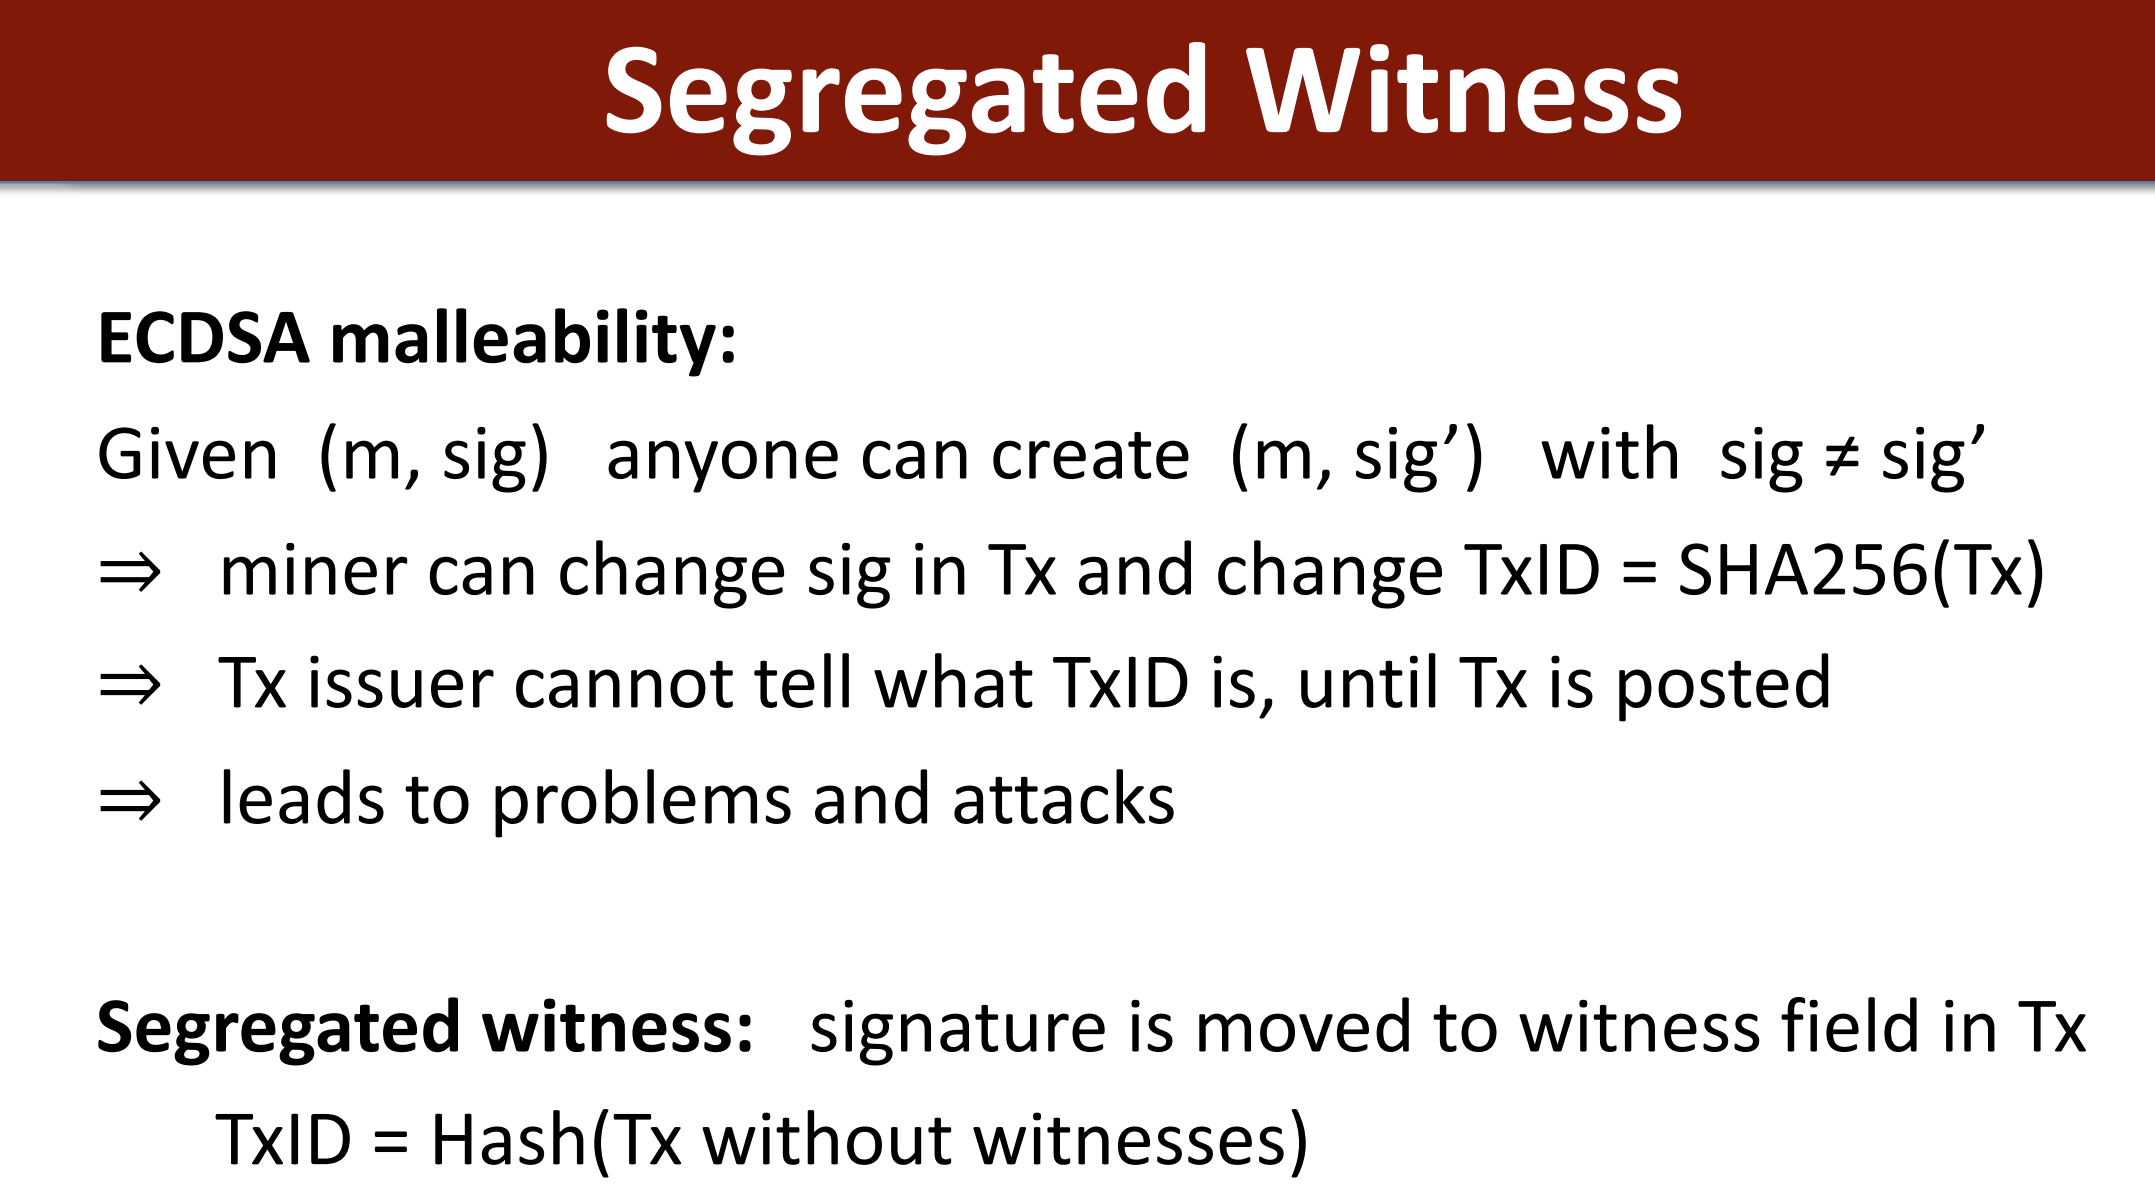 Segregated Witness
ECDSA malleability:
Given (m, sig) anyone can create (m, sig’) with sig ≠ sig’
⇒ miner can change sig in Tx and change TxID = SHA256(Tx)
⇒ Tx issuer cannot tell what TxID is, until Tx is posted
⇒ leads to problems and attacks
Segregated witness: signature is moved to witness field in Tx
TxID = Hash(Tx without witnesses)